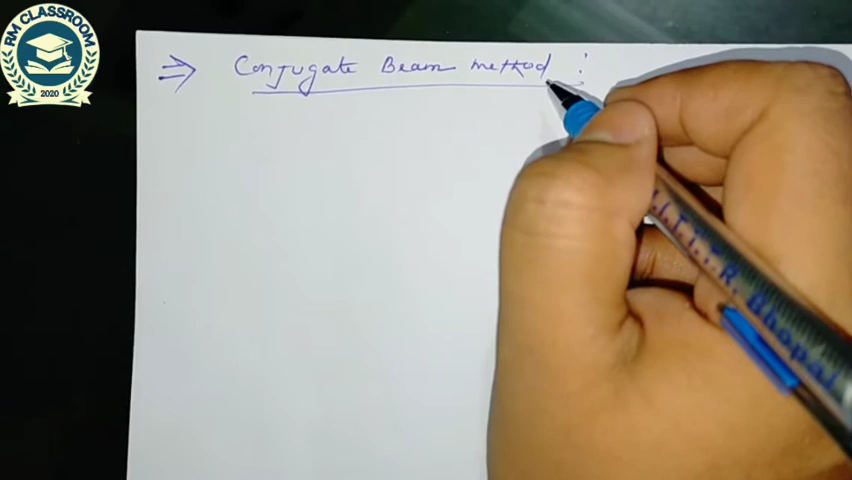 RM CLASSROOM
2020
⇒ Conjugate Beam method :
N.I.T.T.T.R. Bhopal